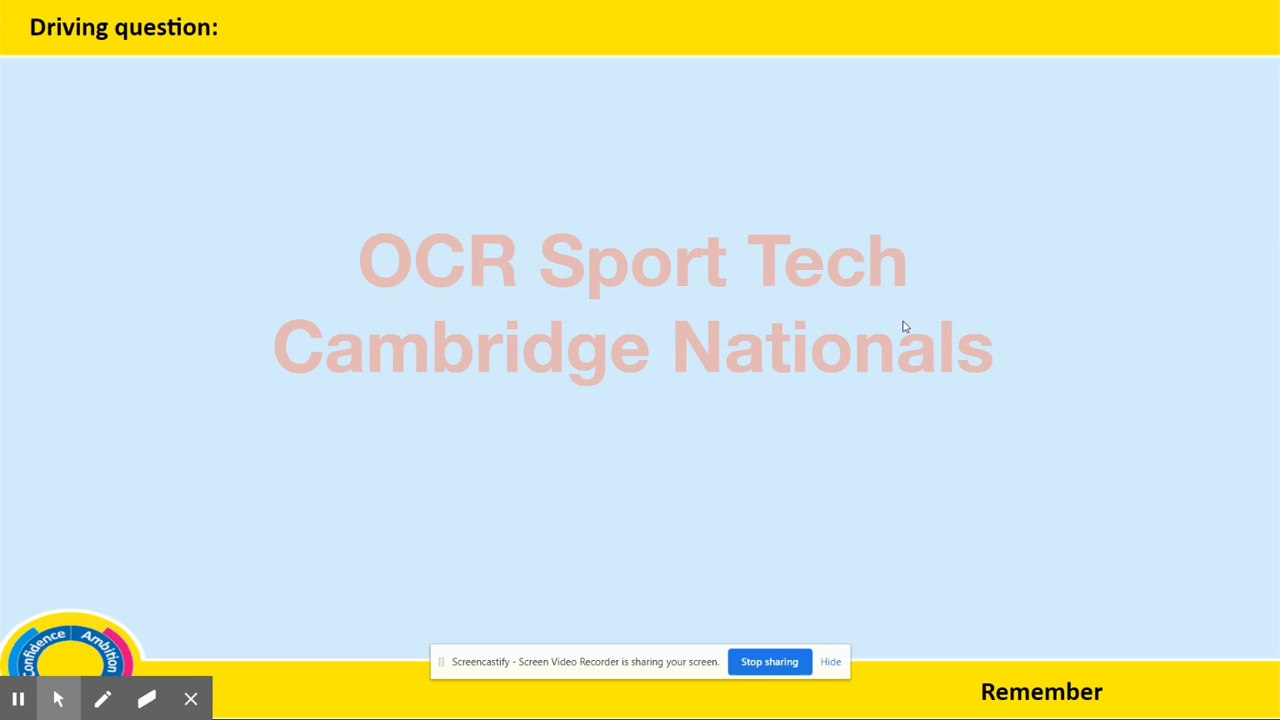 Driving question:
OCR Sport Tech
Cambridge Nationals
Confidence Ambition
Screencastify - Screen Video Recorder is sharing your screen. Stop sharing Hide
Remember